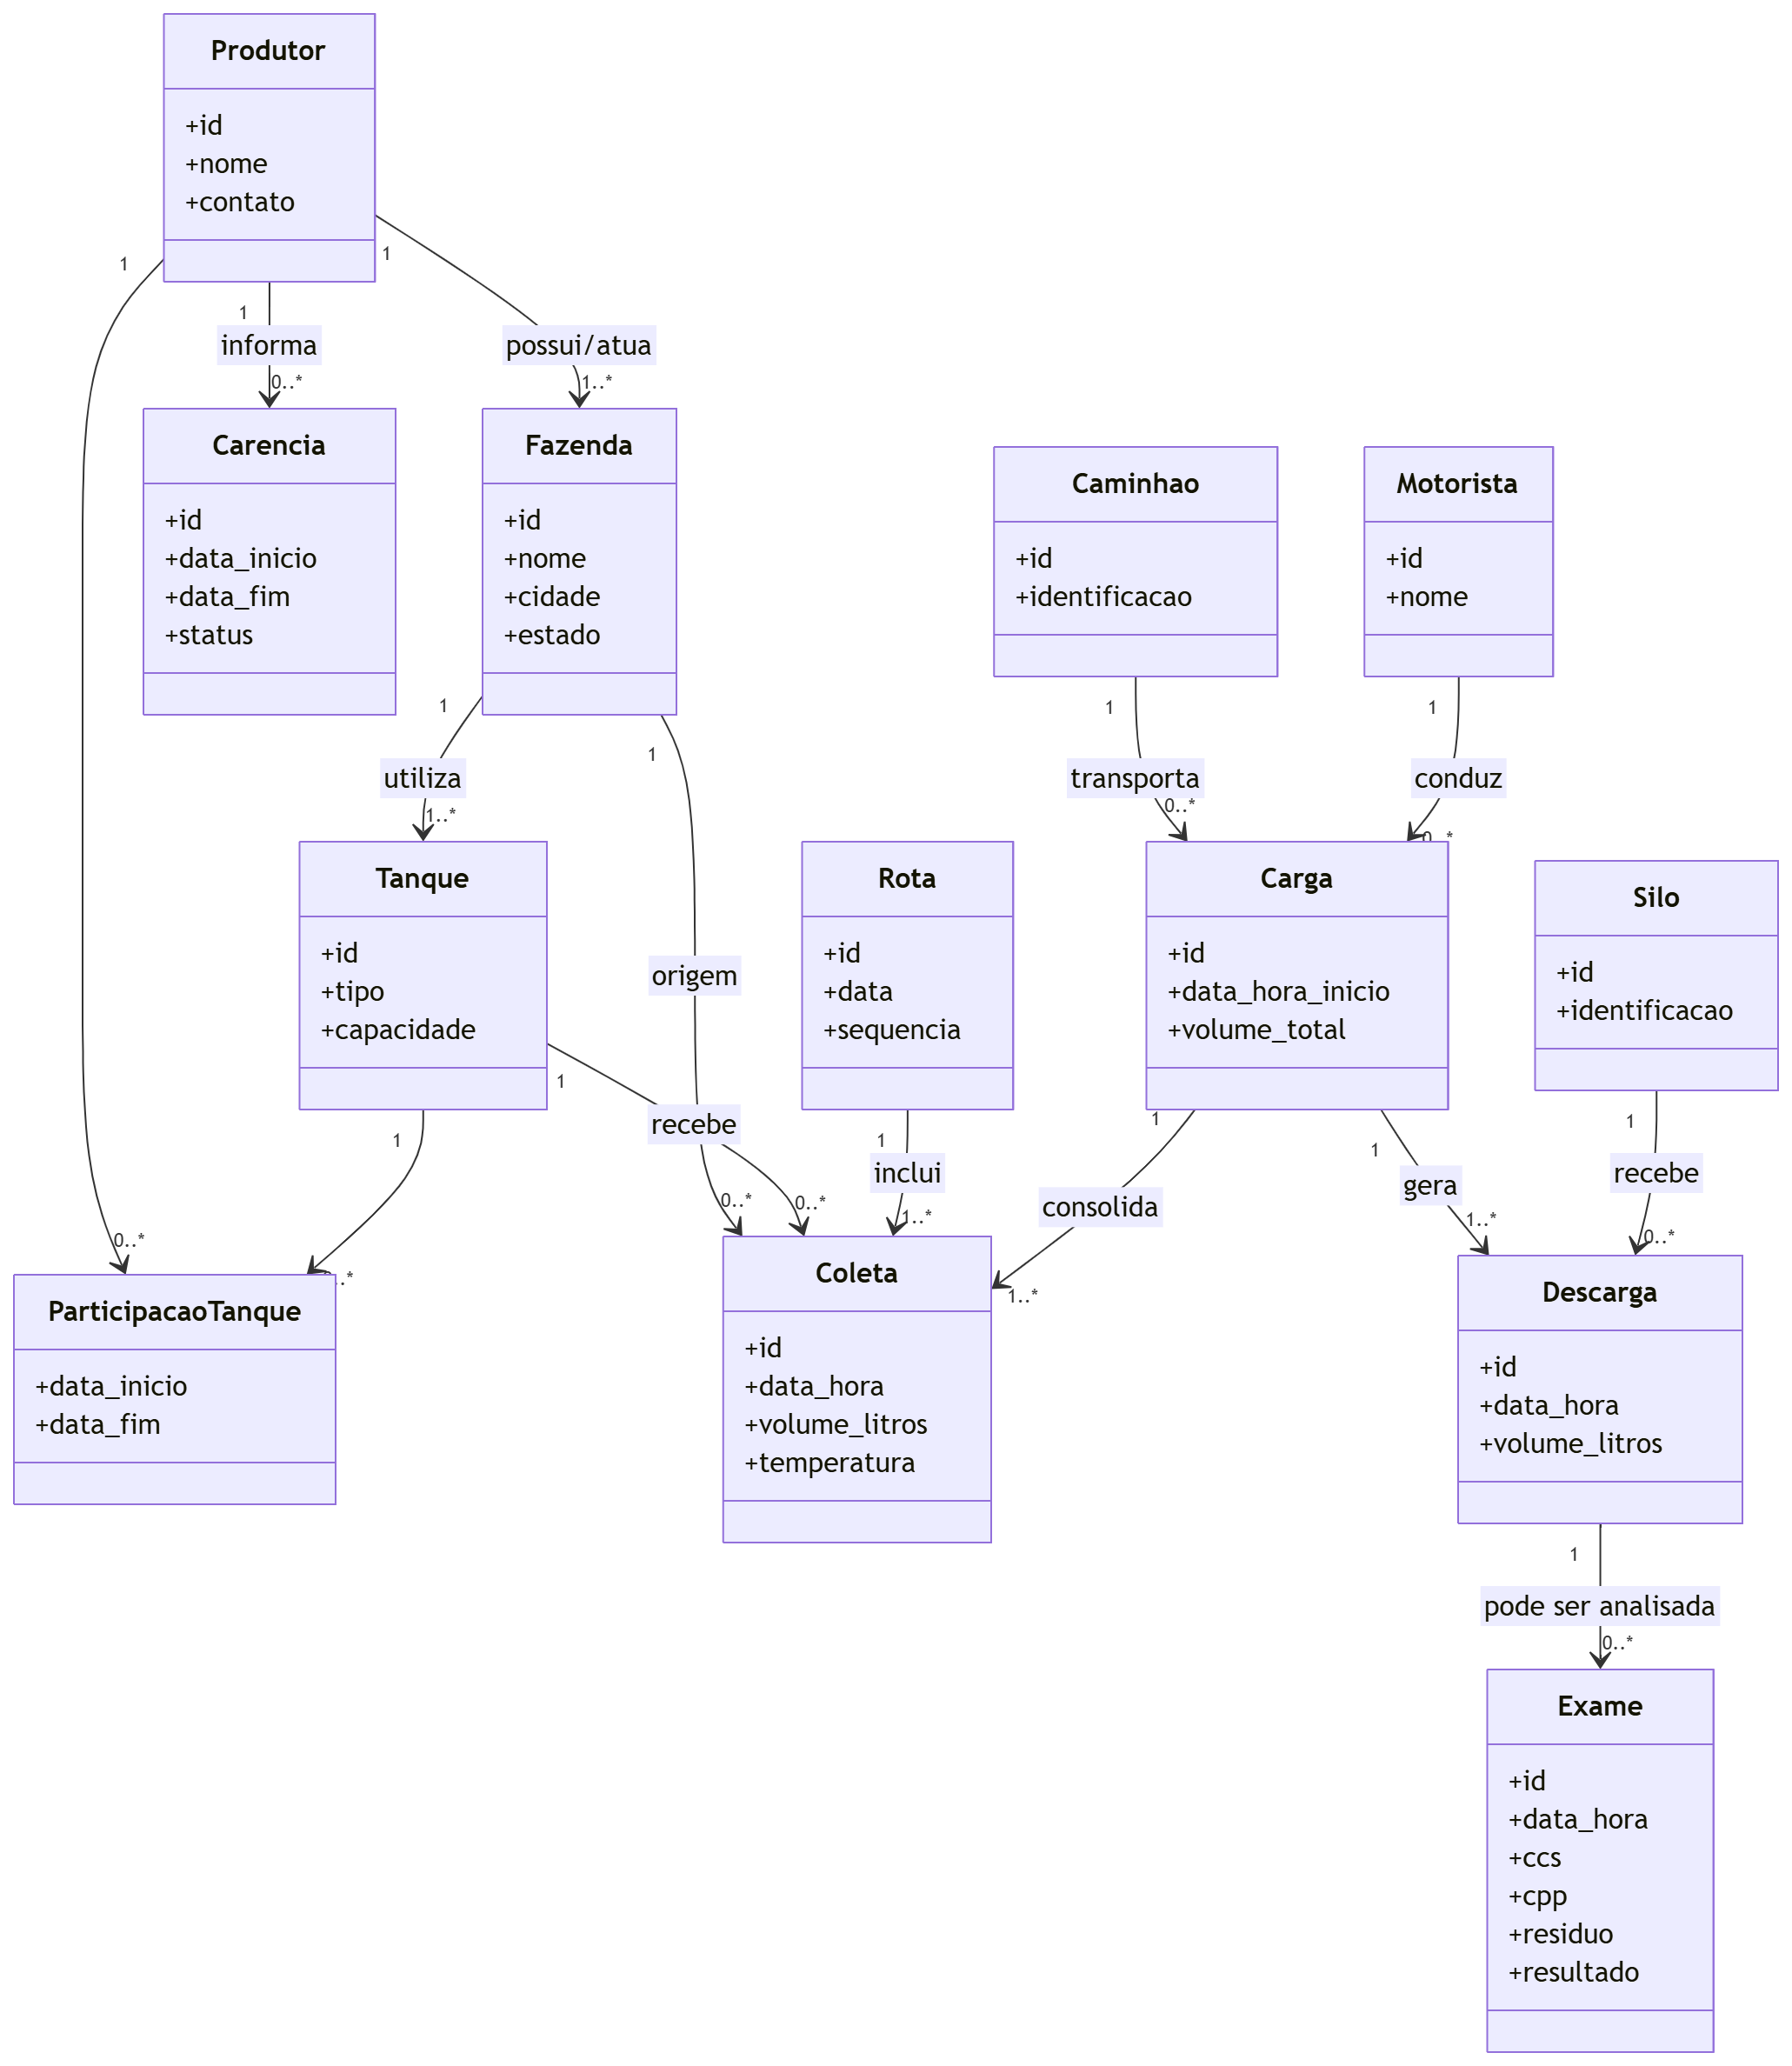 Produtor
+id
+nome
+contato
1
1
1
informa
possui/atua
0..*
1..*
Carencia
+id
+data_inicio
+data_fim
+status
Fazenda
+id
+nome
+cidade
+estado
Caminhao
+id
+identificacao
Motorista
+id
+nome
1
1
1
1
utiliza
transporta
conduz
1..*
0..*
0..*
Tanque
+id
+tipo
+capacidade
origem
Rota
+id
+data
+sequencia
Carga
+id
+data_hora_inicio
+volume_total
Silo
+id
+identificacao
1
1
1
1
1
1
recebe
inclui
consolida
gera
recebe
0..*
0..*
0..*
0..*
1..*
1..*
1..*
0..*
ParticipacaoTanque
+data_inicio
+data_fim
Coleta
+id
+data_hora
+volume_litros
+temperatura
Descarga
+id
+data_hora
+volume_litros
1
pode ser analisada
0..*
Exame
+id
+data_hora
+ccs
+cpp
+residuo
+resultado